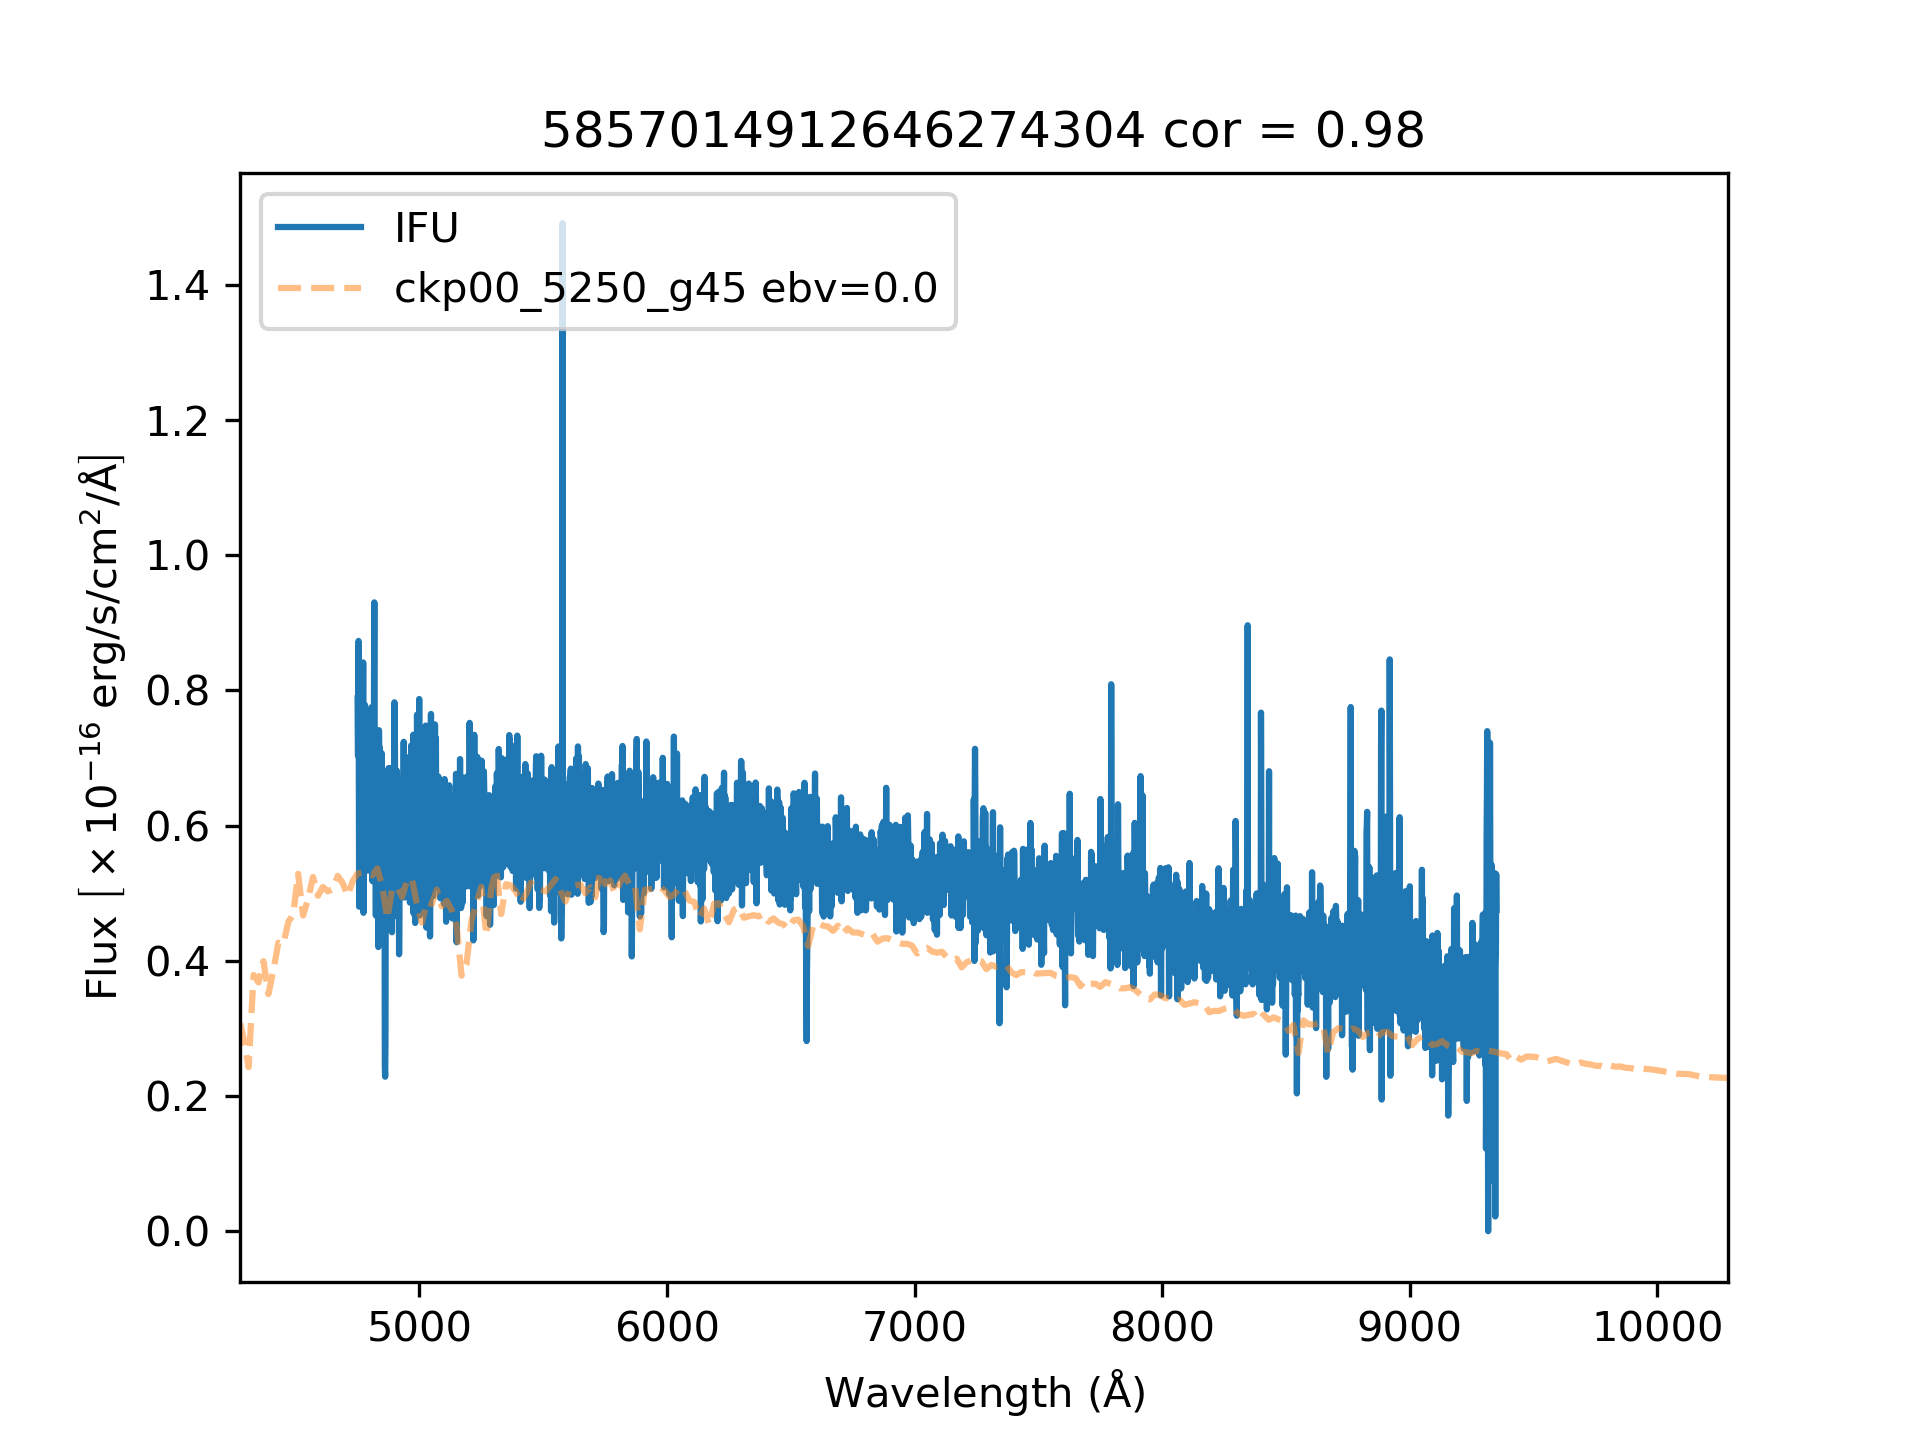 5857014912646274304 cor = 0.98
IFU
ckp00_5250_g45 ebv=0.0
Flux [×10⁻¹⁶ erg/s/cm²/Å]
1.4
1.2
1.0
0.8
0.6
0.4
0.2
0.0
5000 6000 7000 8000 9000 10000
Wavelength (Å)